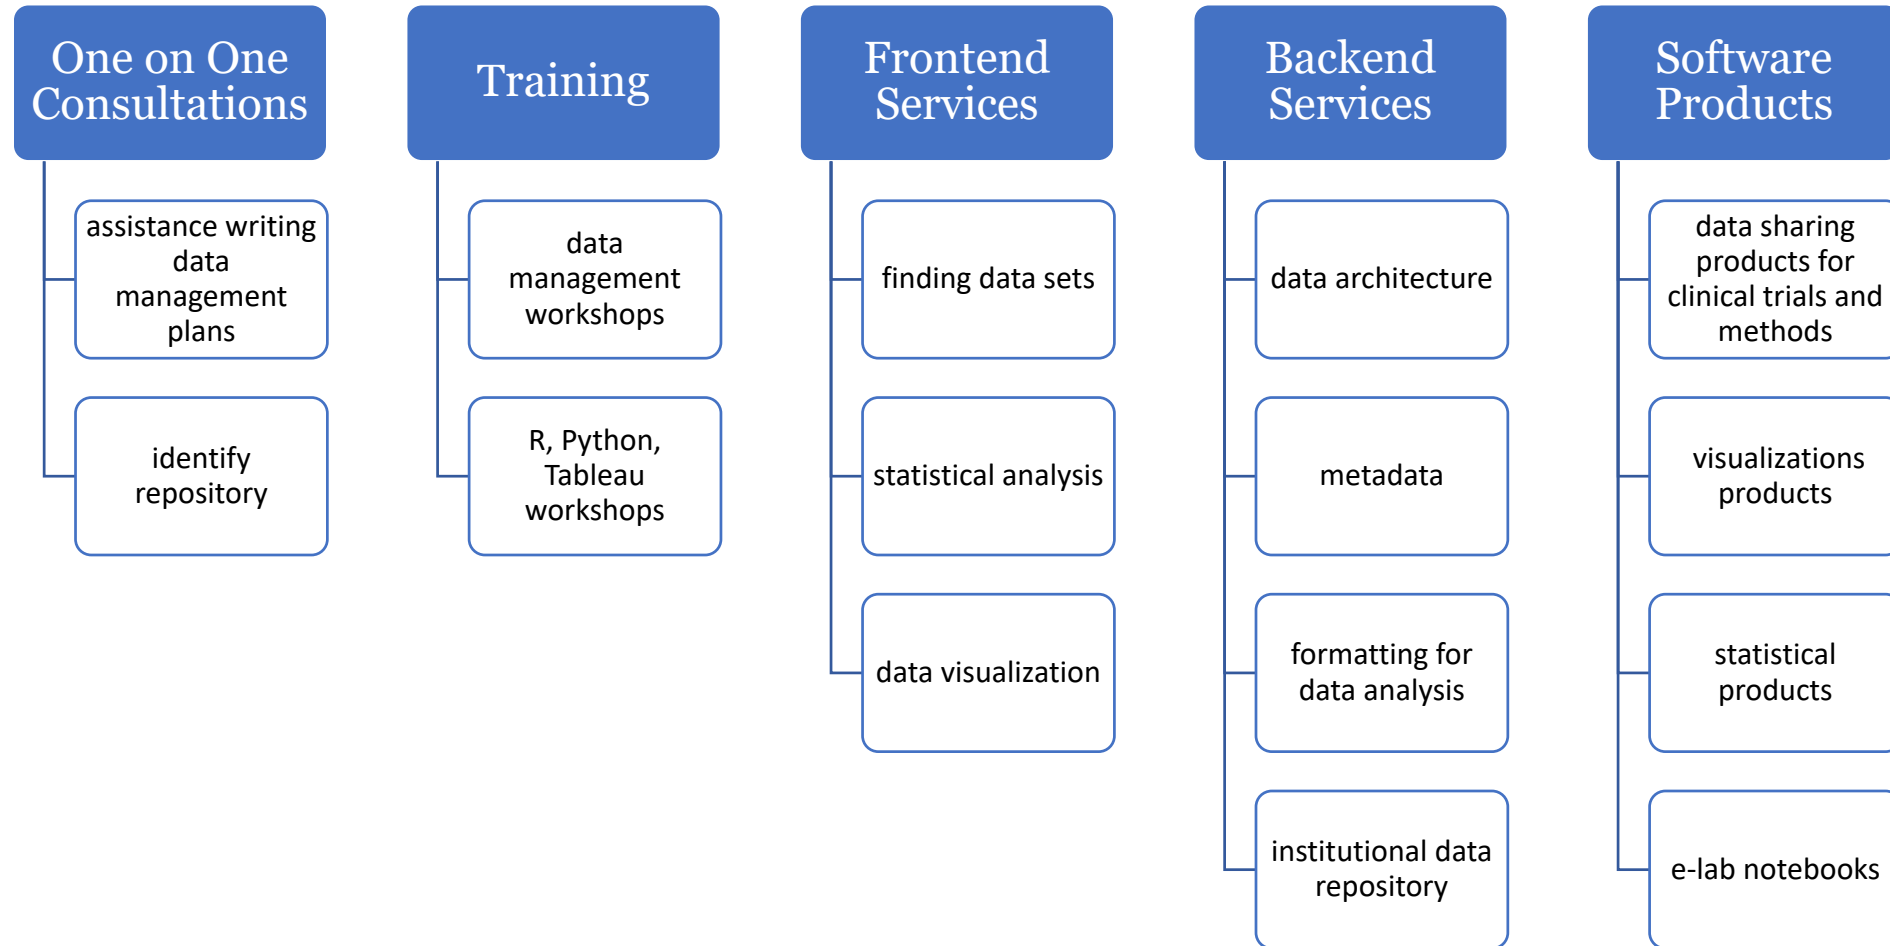 One on One
Consultations
assistance writing
data
management
plans
identify
repository
Training
data
management
workshops
R, Python,
Tableau
workshops
Frontend
Services
finding data sets
statistical analysis
data visualization
Backend
Services
data architecture
metadata
formatting for
data analysis
institutional data
repository
Software
Products
data sharing
products for
clinical trials and
methods
visualizations
products
statistical
products
e-lab notebooks